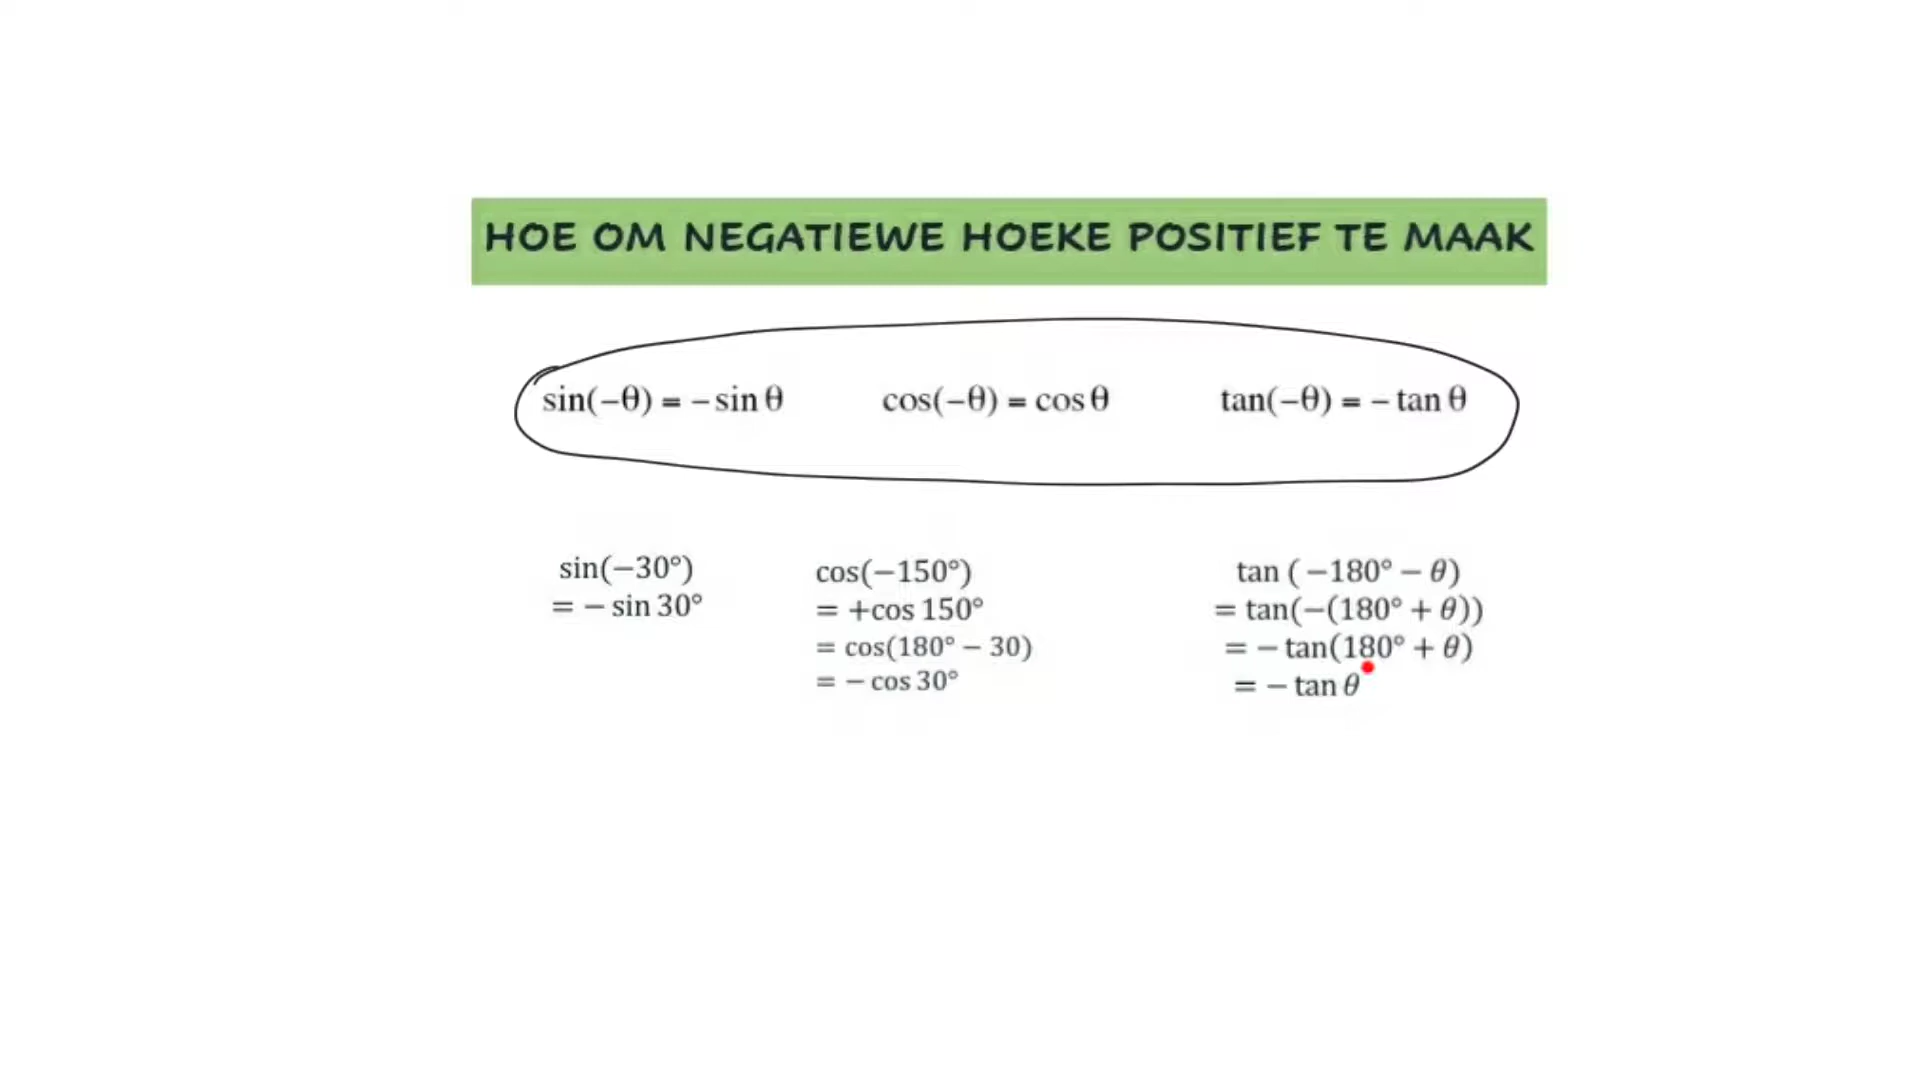 HOE OM NEGATIEWE HOEKE POSITIEF TE MAAK
sin(−θ) = − sin θ
cos(−θ) = cos θ
tan(−θ) = − tan θ
sin(−30°)
= − sin 30°
cos(−150°)
= +cos 150°
= cos(180° − 30)
= − cos 30°
tan (−180° − θ)
= tan(−(180° + θ))
= − tan(180° + θ)
= − tan θ